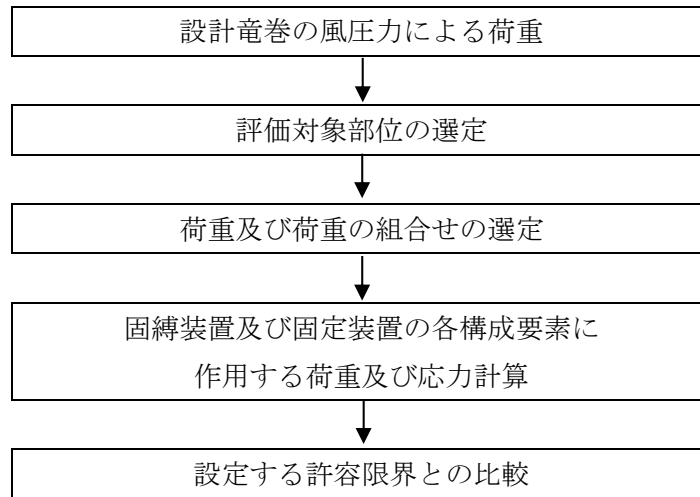 設計竜巻の風圧力による荷重
評価対象部位の選定
荷重及び荷重の組合せの選定
固縛装置及び固定装置の各構成要素に
作用する荷重及び応力計算
設定する許容限界との比較